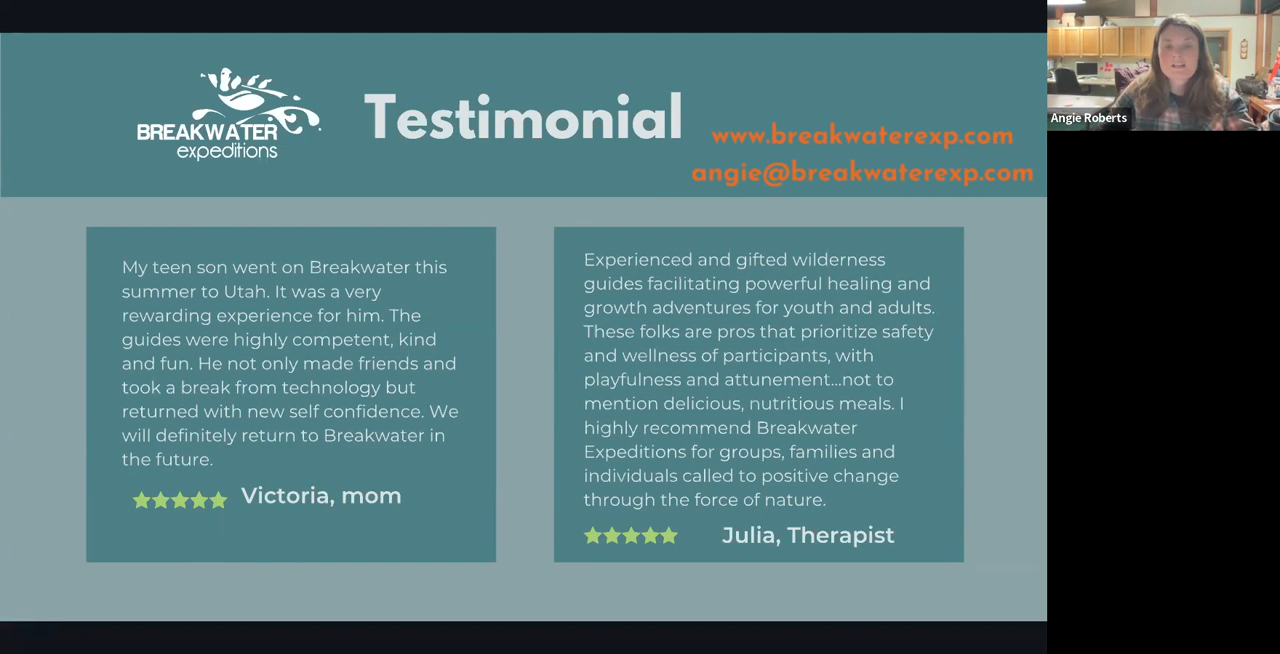 BREAKWATER
expeditions
Testimonial
www.breakwaterexp.com
angie@breakwaterexp.com
My teen son went on Breakwater this
summer to Utah. It was a very
rewarding experience for him. The
guides were highly competent, kind
and fun. He not only made friends and
took a break from technology but
returned with new self confidence. We
will definitely return to Breakwater in
the future.
Victoria, mom
Experienced and gifted wilderness
guides facilitating powerful healing and
growth adventures for youth and adults.
These folks are pros that prioritize safety
and wellness of participants, with
playfulness and attunement...not to
mention delicious, nutritious meals. I
highly recommend Breakwater
Expeditions for groups, families and
individuals called to positive change
through the force of nature.
Julia, Therapist
Angie Roberts